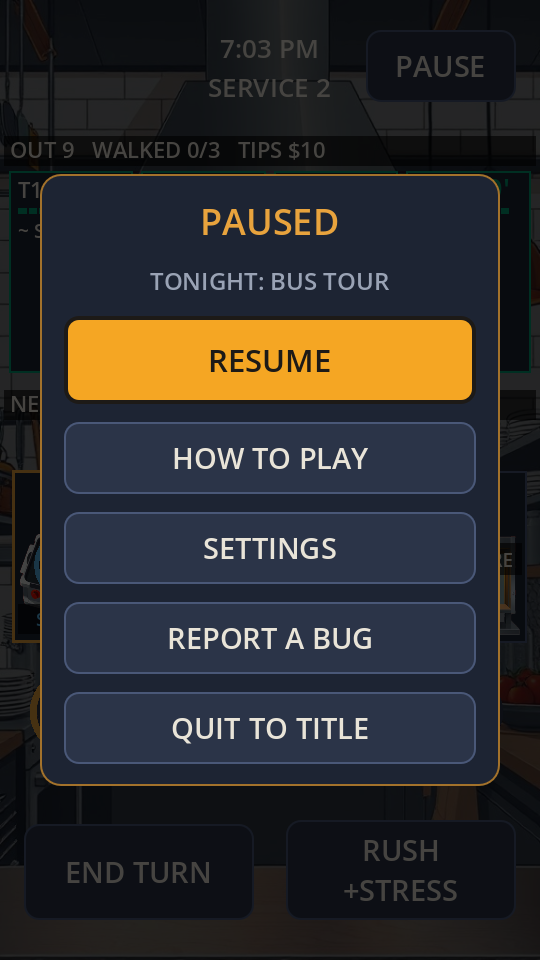 7:03 PM
SERVICE 2
PAUSE
OUT 9 WALKED 0/3 TIPS $10
T1
PAUSED
TONIGHT: BUS TOUR
RESUME
HOW TO PLAY
SETTINGS
REPORT A BUG
QUIT TO TITLE
END TURN
RUSH
+STRESS